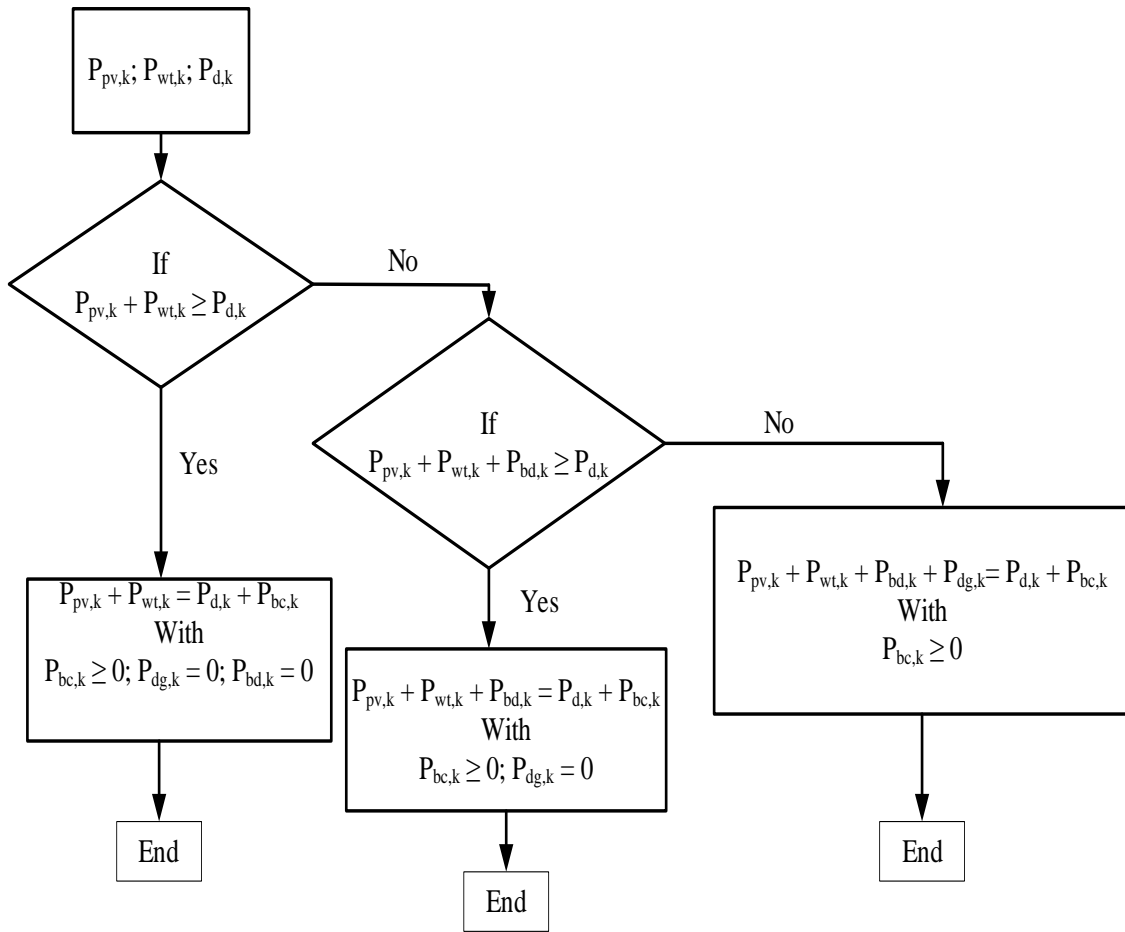 P_pv,k; P_wt,k; P_d,k
If
P_pv,k + P_wt,k ≥ P_d,k
No
Yes
If
P_pv,k + P_wt,k + P_bd,k ≥ P_d,k
No
Yes
P_pv,k + P_wt,k = P_d,k + P_bc,k
With
P_bc,k ≥ 0; P_dg,k = 0; P_bd,k = 0
End
P_pv,k + P_wt,k + P_bd,k = P_d,k + P_bc,k
With
P_bc,k ≥ 0; P_dg,k = 0
End
P_pv,k + P_wt,k + P_bd,k + P_dg,k = P_d,k + P_bc,k
With
P_bc,k ≥ 0
End